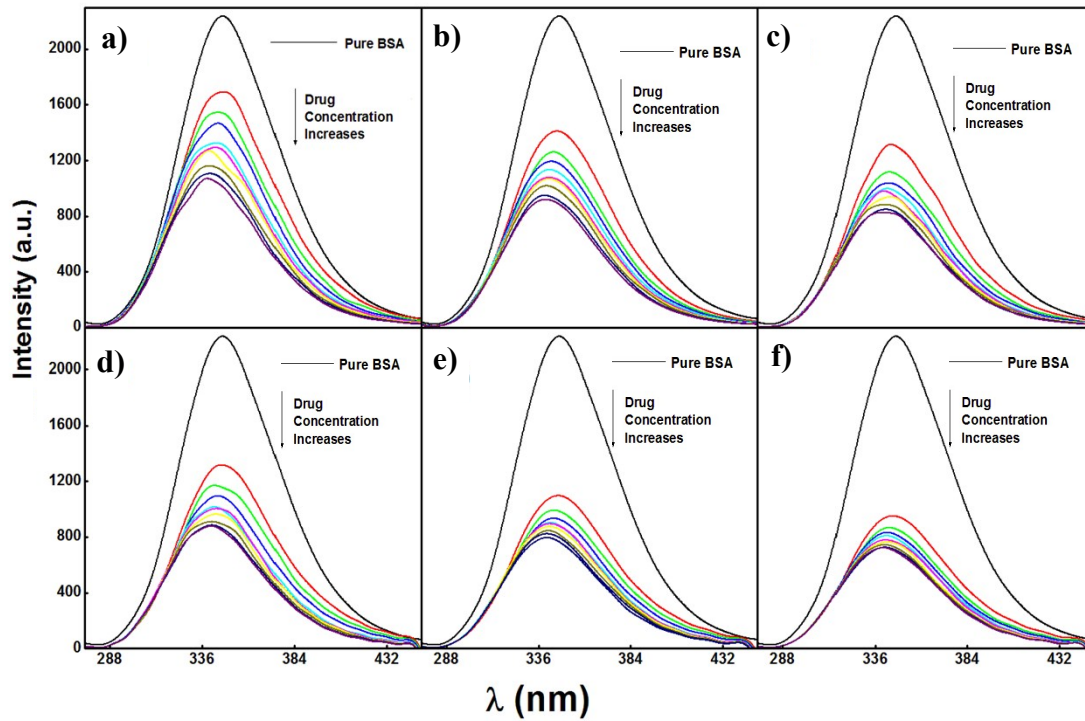 a)
Pure BSA
Drug
Concentration
Increases
b)
Pure BSA
Drug
Concentration
Increases
c)
Pure BSA
Drug
Concentration
Increases
2000
1600
1200
800
400
0
Intensity (a.u.)
d)
Pure BSA
Drug
Concentration
Increases
e)
Pure BSA
Drug
Concentration
Increases
f)
Pure BSA
Drug
Concentration
Increases
2000
1600
1200
800
400
0
288 336 384 432
288 336 384 432
288 336 384 432
λ (nm)